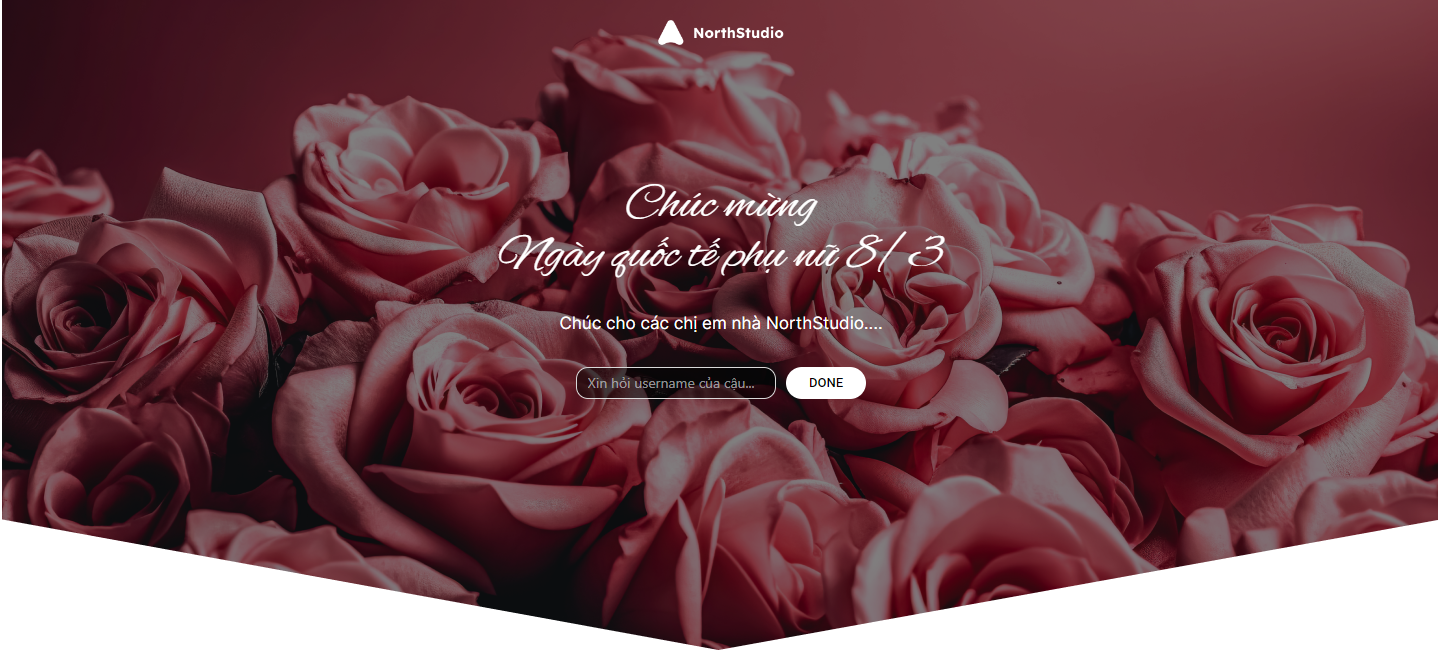 NorthStudio
Chúc mừng
Ngày quốc tế phụ nữ 8/3
Chúc cho các chị em nhà NorthStudio....
Xin hỏi username của cậu...
DONE